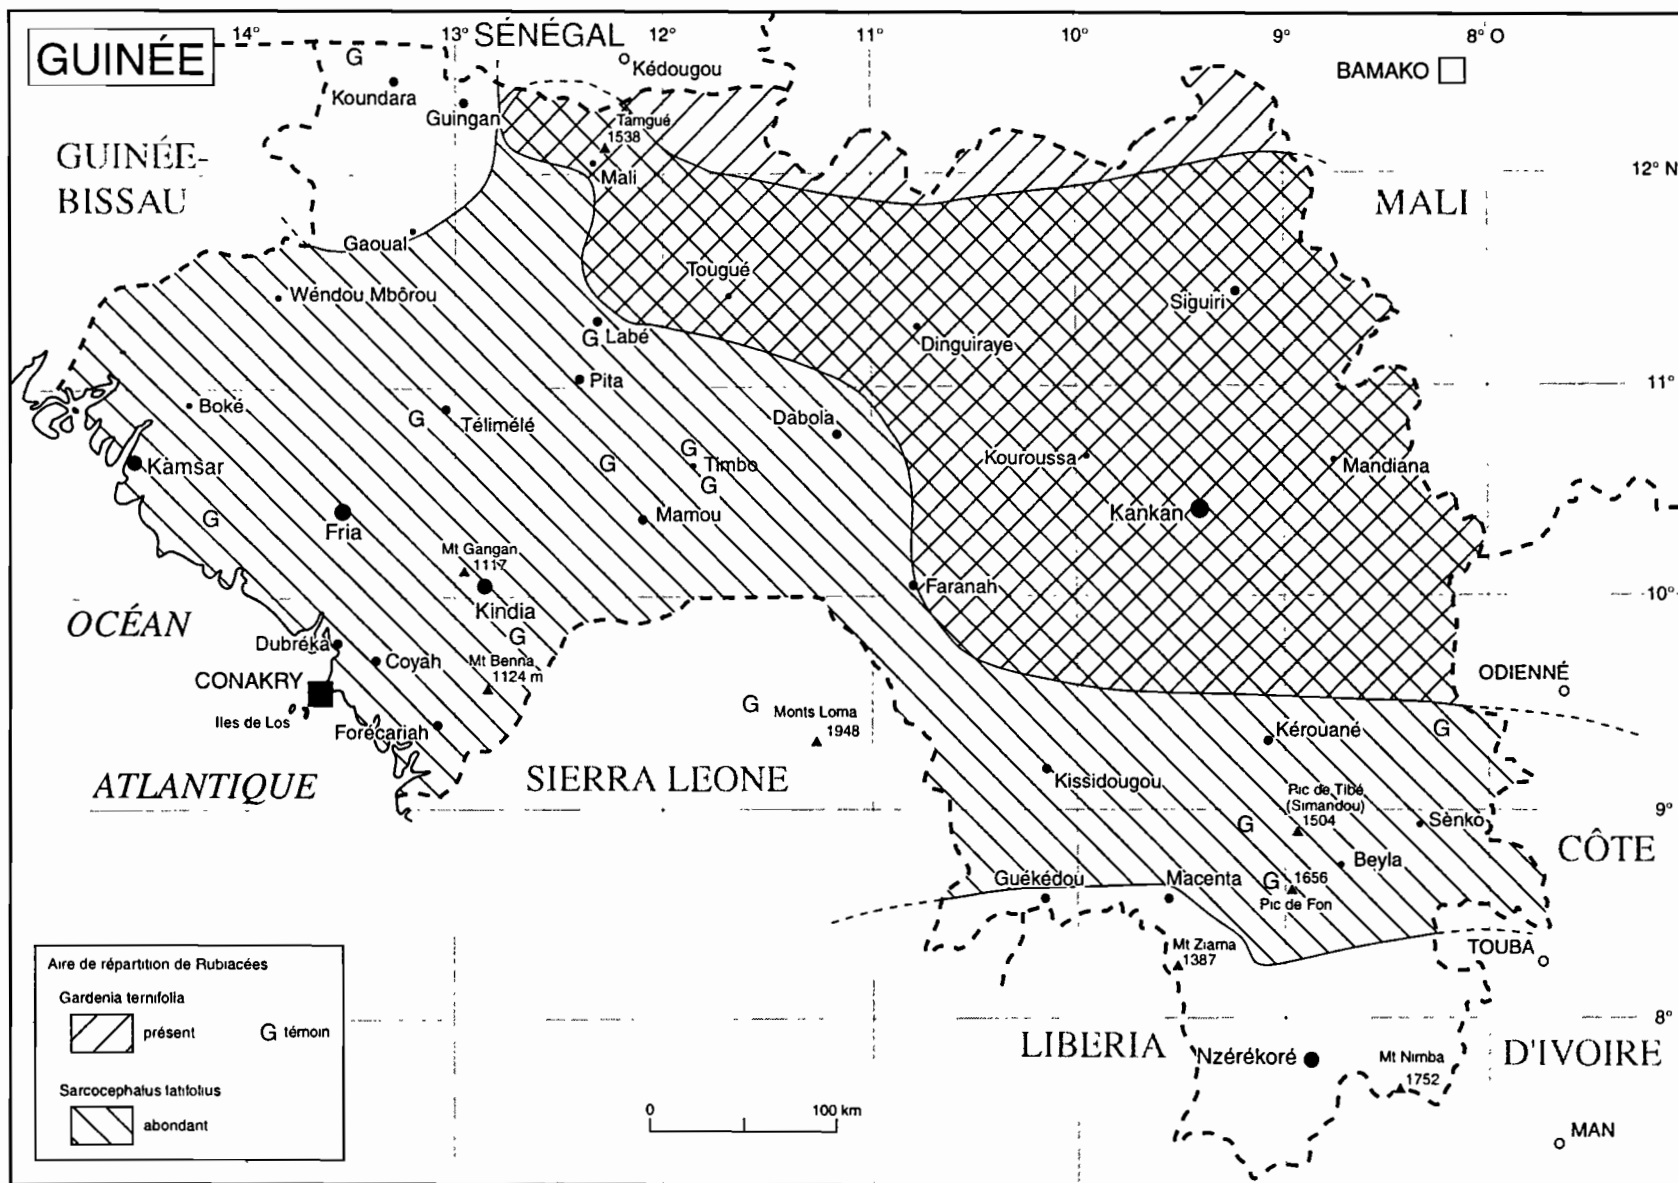 GUINÉE
14°
13°
SÉNÉGAL
12°
11°
10°
9°
8° O
G
Koundara
Kédougou
BAMAKO
Guingan
Tamgué
1538
GUINÉE-
BISSAU
Mali
12° N
MALI
Gaoual
Tougué
Wéndou Mbôrou
Siguiri
G Labé
Dinguiraye
Pita
11°
Boké
G
Télimélé
Dabola
Kamsar
G
G
Timbo
G
Kouroussa
Mandiana
G
Fria
Mamou
Kankan
Mt Gangan
1117
Kindia
Faranah
10°
OCÉAN
G
Dubréka
Coyah
Mt Benna
1124 m
ODIENNÉ
CONAKRY
Iles de Los
Forécariah
G
Monts Loma
1948
Kérouané
G
ATLANTIQUE
SIERRA LEONE
Kissidougou
Pic de Tibé
(Simandou)
1504
9°
G
Sènko
CÔTE
Beyla
Guékédou
Macenta
G
1656
Pic de Fon
Mt Ziama
1387
TOUBA
Aire de répartition de Rubiacées
Gardenia ternifolia
présent
G témoin
Sarcocephalus latifolius
abondant
8°
LIBERIA
Nzérékoré
Mt Nimba
1752
D'IVOIRE
0
100 km
MAN